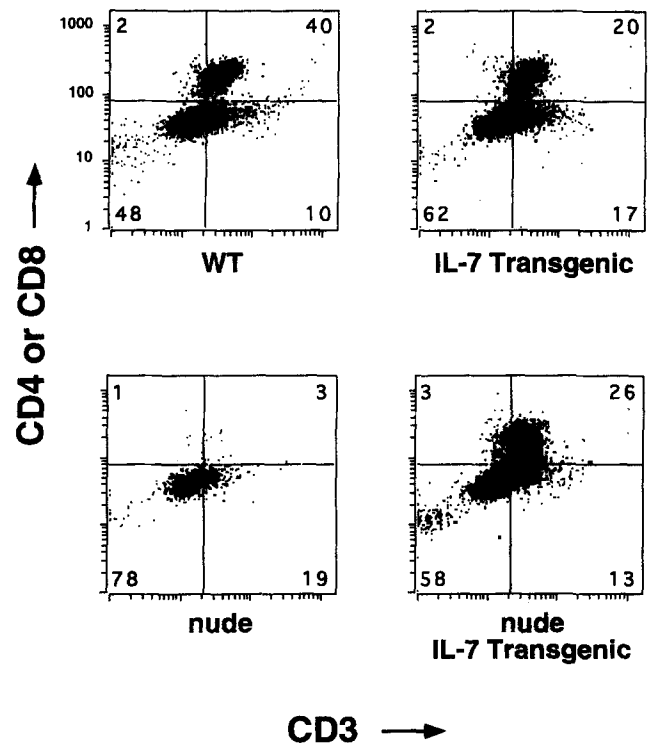 1000
100
10
1
2 40
48 10
WT
2 20
62 17
IL-7 Transgenic
CD4 or CD8
1 3
78 19
nude
3 26
58 13
nude
IL-7 Transgenic
CD3